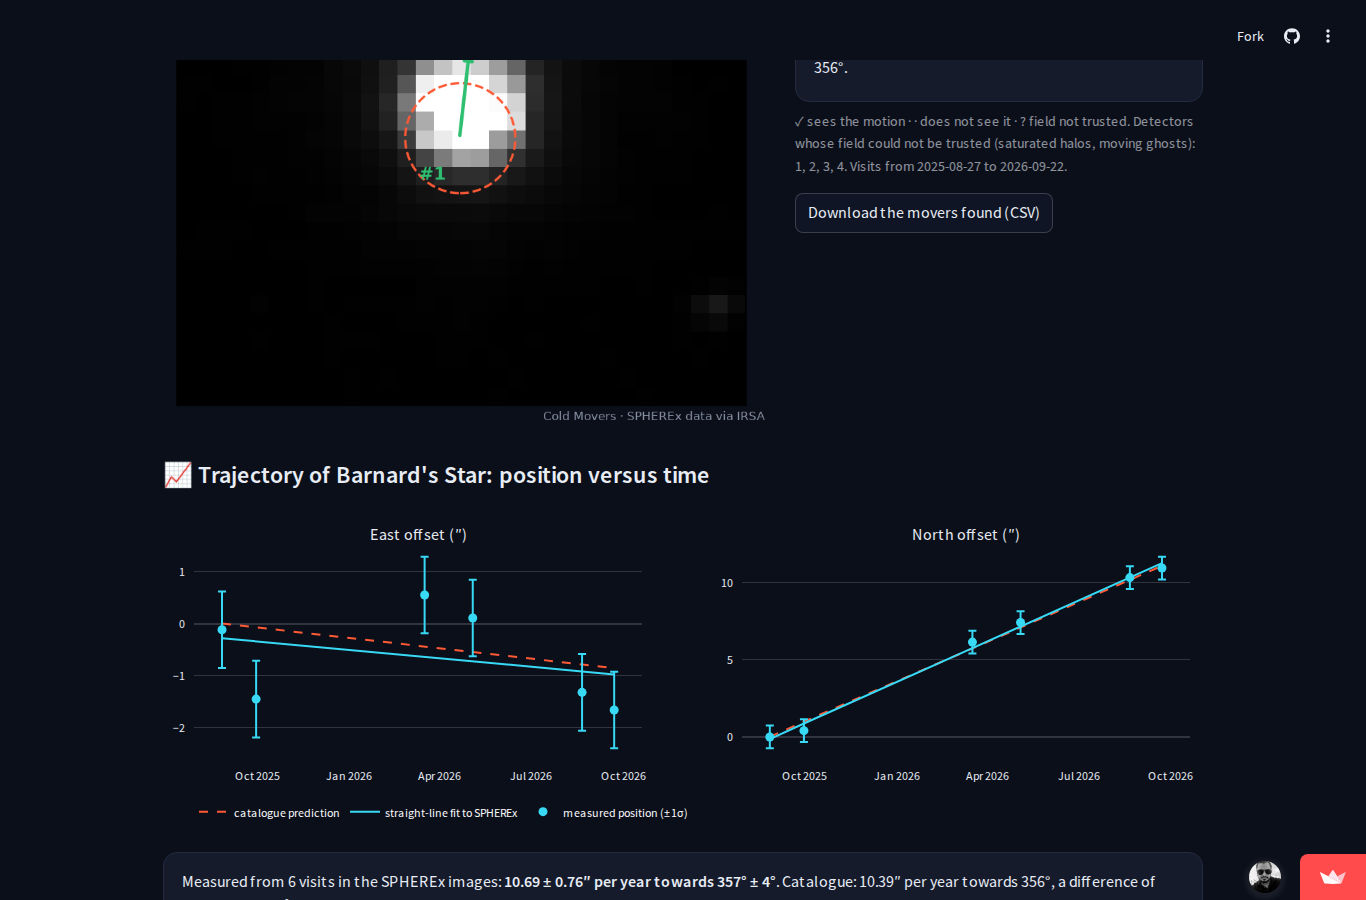 Fork
356°.
✓ sees the motion · · does not see it · ? field not trusted. Detectors
whose field could not be trusted (saturated halos, moving ghosts):
1, 2, 3, 4. Visits from 2025-08-27 to 2026-09-22.
Download the movers found (CSV)
#1
Cold Movers · SPHEREx data via IRSA
Trajectory of Barnard's Star: position versus time
East offset (″)
1
0
−1
−2
Oct 2025 Jan 2026 Apr 2026 Jul 2026 Oct 2026
North offset (″)
10
5
0
Oct 2025 Jan 2026 Apr 2026 Jul 2026 Oct 2026
catalogue prediction straight-line fit to SPHEREx measured position (±1σ)
Measured from 6 visits in the SPHEREx images: 10.69 ± 0.76″ per year towards 357° ± 4°. Catalogue: 10.39″ per year towards 356°, a difference of